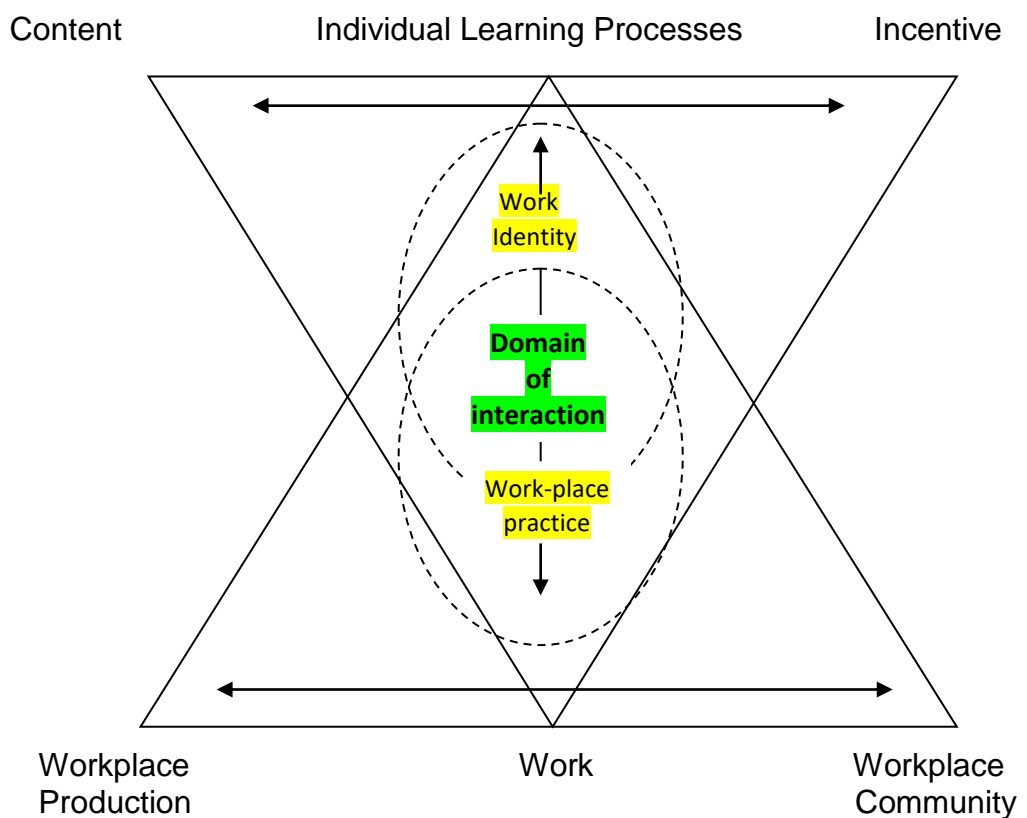 Content Individual Learning Processes Incentive
Work
Identity
Domain
of
interaction
Work-place
practice
Workplace Work Workplace
Production Community